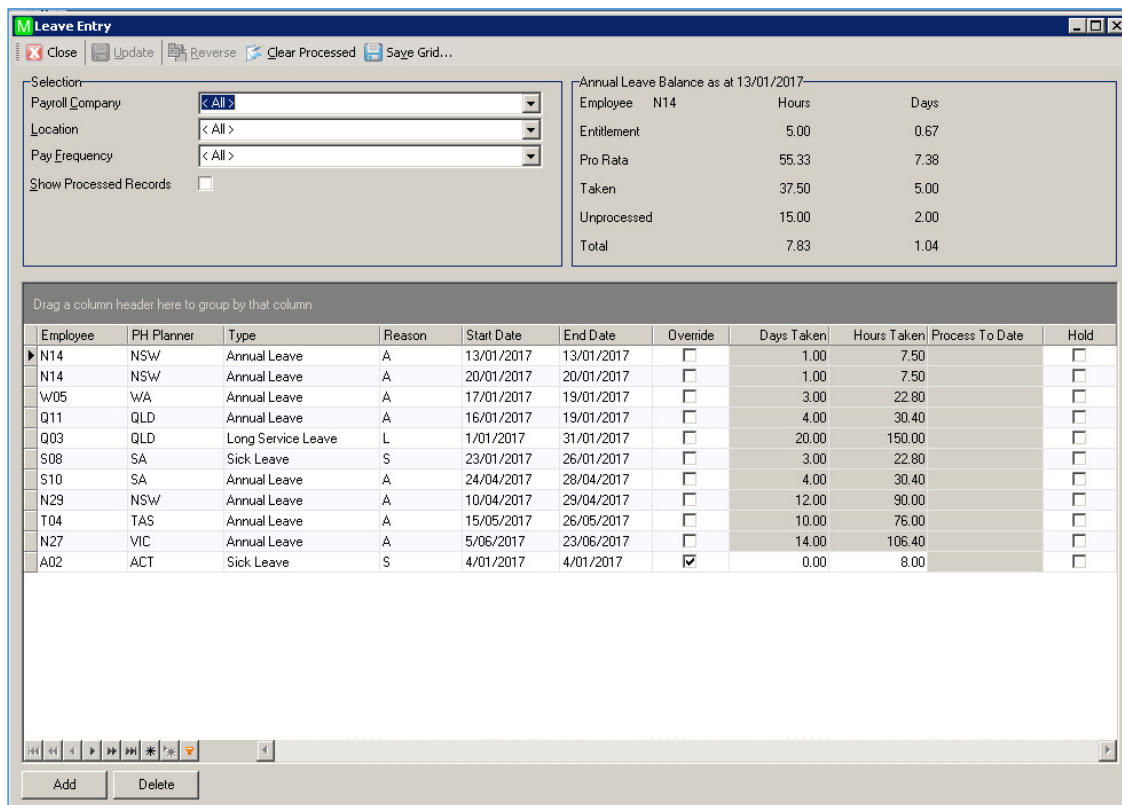 M Leave Entry
Close Update Reverse Clear Processed Save Grid...
Selection
Payroll Company < All >
Location < All >
Pay Frequency < All >
Show Processed Records
Annual Leave Balance as at 13/01/2017
Employee N14 Hours Days
Entitlement 5.00 0.67
Pro Rata 55.33 7.38
Taken 37.50 5.00
Unprocessed 15.00 2.00
Total 7.83 1.04
Drag a column header here to group by that column
Employee PH Planner Type Reason Start Date End Date Override Days Taken Hours Taken Process To Date Hold
N14 NSW Annual Leave A 13/01/2017 13/01/2017 1.00 7.50
N14 NSW Annual Leave A 20/01/2017 20/01/2017 1.00 7.50
W05 WA Annual Leave A 17/01/2017 19/01/2017 3.00 22.80
Q11 QLD Annual Leave A 16/01/2017 19/01/2017 4.00 30.40
Q03 QLD Long Service Leave L 1/01/2017 31/01/2017 20.00 150.00
S08 SA Sick Leave S 23/01/2017 26/01/2017 3.00 22.80
S10 SA Annual Leave A 24/04/2017 28/04/2017 4.00 30.40
N29 NSW Annual Leave A 10/04/2017 29/04/2017 12.00 90.00
T04 TAS Annual Leave A 15/05/2017 26/05/2017 10.00 76.00
N27 VIC Annual Leave A 5/06/2017 23/06/2017 14.00 106.40
A02 ACT Sick Leave S 4/01/2017 4/01/2017 0.00 8.00
Add Delete